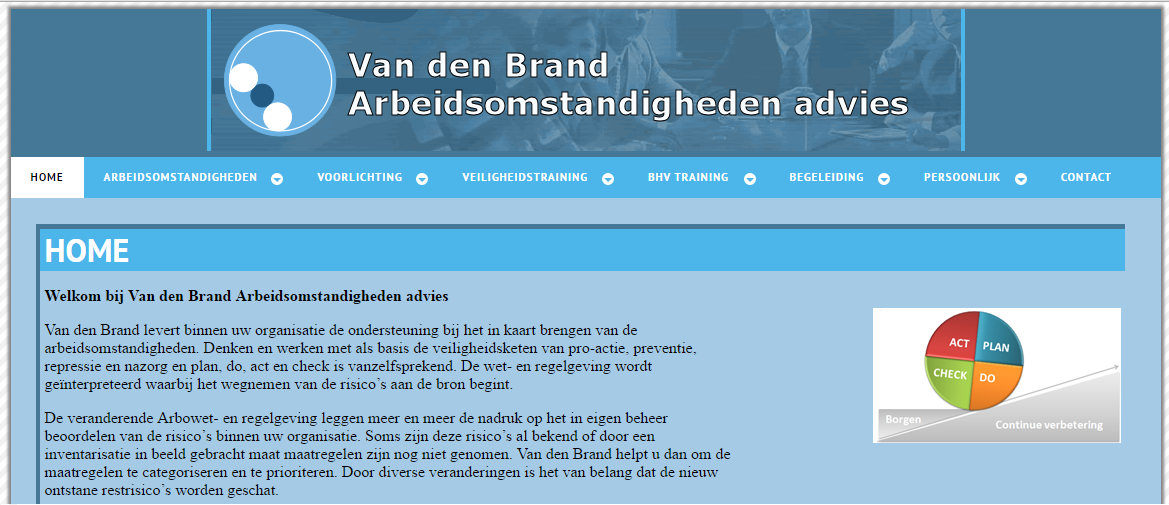 Van den Brand
Arbeidsomstandigheden advies
HOME
ARBEIDSOMSTANDIGHEDEN
VOORLICHTING
VEILIGHEIDSTRAINING
BHV TRAINING
BEGELEIDING
PERSOONLIJK
CONTACT
HOME
Welkom bij Van den Brand Arbeidsomstandigheden advies
Van den Brand levert binnen uw organisatie de ondersteuning bij het in kaart brengen van de
arbeidsomstandigheden. Denken en werken met als basis de veiligheidsketen van pro-actie, preventie,
repressie en nazorg en plan, do, act en check is vanzelfsprekend. De wet- en regelgeving wordt
geïnterpreteerd waarbij het wegnemen van de risico’s aan de bron begint.
De veranderende Arbowet- en regelgeving leggen meer en meer de nadruk op het in eigen beheer
beoordelen van de risico’s binnen uw organisatie. Soms zijn deze risico’s al bekend of door een
inventarisatie in beeld gebracht maat maatregelen zijn nog niet genomen. Van den Brand helpt u dan om de
maatregelen te categoriseren en te prioriteren. Door diverse veranderingen is het van belang dat de nieuw
ontstane restrisico’s worden geschat.
ACT
PLAN
CHECK
DO
Borgen
Continue verbetering